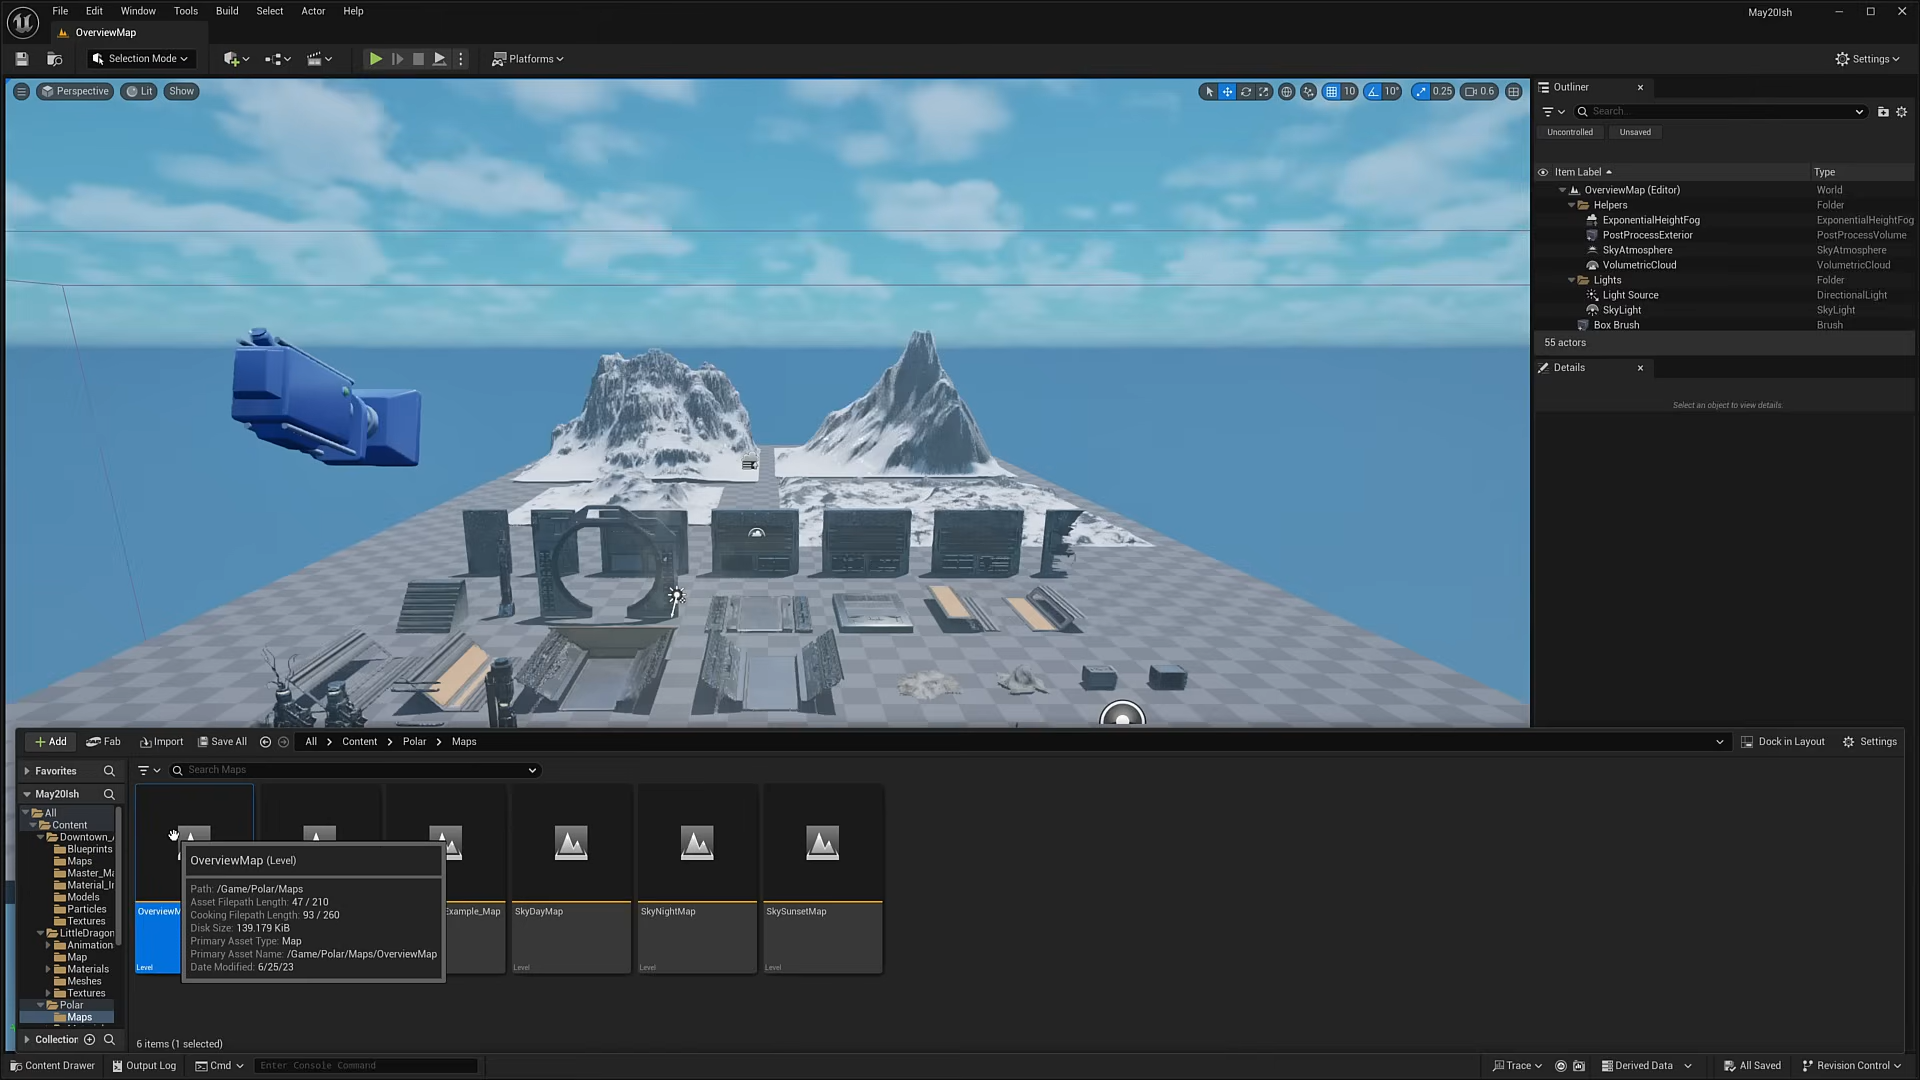 File Edit Window Tools Build Select Actor Help
May20Ish
OverviewMap
Selection Mode
Platforms
Settings
Perspective Lit Show
10 10° 0.25 0.6
Outliner
Search...
Uncontrolled Unsaved
Item Label Type
OverviewMap (Editor) World
Helpers Folder
ExponentialHeightFog ExponentialHeightFog
PostProcessExterior PostProcessVolume
SkyAtmosphere SkyAtmosphere
VolumetricCloud VolumetricCloud
Lights Folder
Light Source DirectionalLight
SkyLight SkyLight
Box Brush Brush
55 actors
Details
Select an object to view details.
Add Fab Import Save All All Content Polar Maps
Dock in Layout Settings
Favorites
Search Maps
May20Ish
All
Content
Downtown_
Blueprints
Maps
Master_Ma
Material_In
Models
Particles
Textures
LittleDragon
Animation
Map
Materials
Meshes
Textures
Polar
Maps
Collection
OverviewM
Level
OverviewMap (Level)
Path: /Game/Polar/Maps
Asset Filepath Length: 47 / 210
Cooking Filepath Length: 93 / 260
Disk Size: 139.179 KiB
Primary Asset Type: Map
Primary Asset Name: /Game/Polar/Maps/OverviewMap
Date Modified: 6/25/23
Example_Map
SkyDayMap
Level
SkyNightMap
Level
SkySunsetMap
Level
6 items (1 selected)
Content Drawer Output Log Cmd Enter Console Command
Trace Derived Data All Saved Revision Control